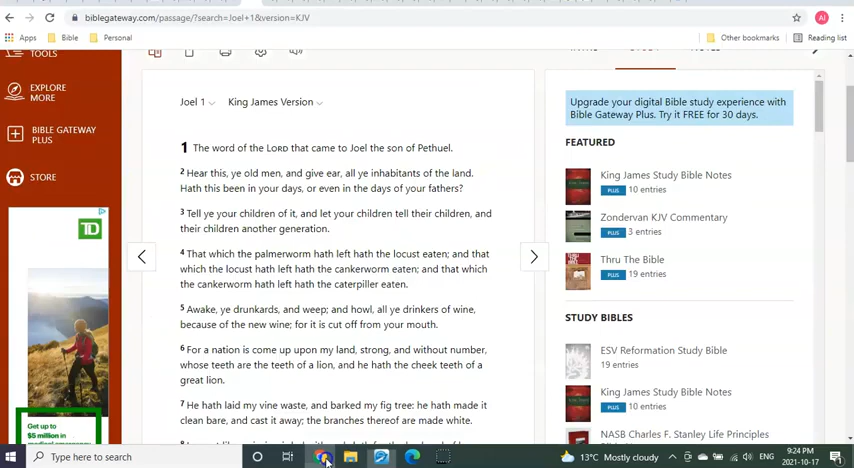 biblegateway.com/passage/?search=Joel+1&version=KJV
AI
Apps
Bible
Personal
Other bookmarks
Reading list
TOOLS
EXPLORE
MORE
BIBLE GATEWAY
PLUS
STORE
TD
Get up to
$5 million in
Joel 1
King James Version
1 The word of the LORD that came to Joel the son of Pethuel.
2 Hear this, ye old men, and give ear, all ye inhabitants of the land.
Hath this been in your days, or even in the days of your fathers?
3 Tell ye your children of it, and let your children tell their children, and
their children another generation.
4 That which the palmerworm hath left hath the locust eaten; and that
which the locust hath left hath the cankerworm eaten; and that which
the cankerworm hath left hath the caterpiller eaten.
5 Awake, ye drunkards, and weep; and howl, all ye drinkers of wine,
because of the new wine; for it is cut off from your mouth.
6 For a nation is come up upon my land, strong, and without number,
whose teeth are the teeth of a lion, and he hath the cheek teeth of a
great lion.
7 He hath laid my vine waste, and barked my fig tree: he hath made it
clean bare, and cast it away; the branches thereof are made white.
Upgrade your digital Bible study experience with
Bible Gateway Plus. Try it FREE for 30 days.
FEATURED
King James Study Bible Notes
PLUS 10 entries
Zondervan KJV Commentary
PLUS 3 entries
Thru The Bible
PLUS 19 entries
STUDY BIBLES
ESV Reformation Study Bible
19 entries
King James Study Bible Notes
PLUS 10 entries
NASB Charles F. Stanley Life Principles
Type here to search
13°C Mostly cloudy
ENG
9:24 PM
2021-10-17